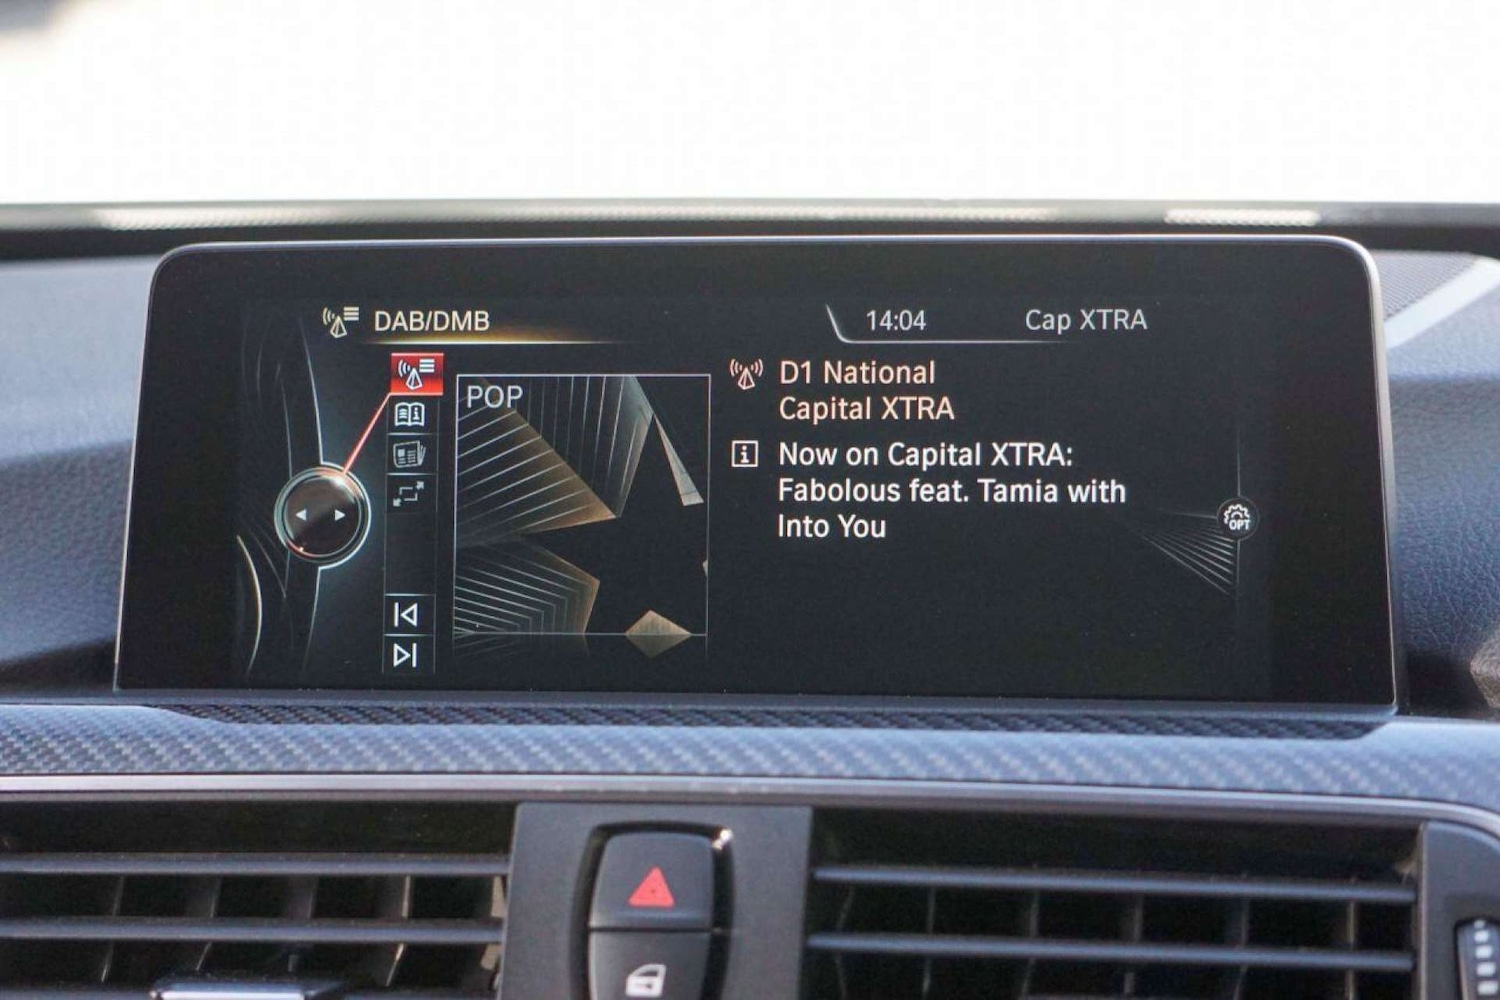 DAB/DMB
14:04
Cap XTRA
POP
D1 National
Capital XTRA
Now on Capital XTRA:
Fabolous feat. Tamia with
Into You
OPT